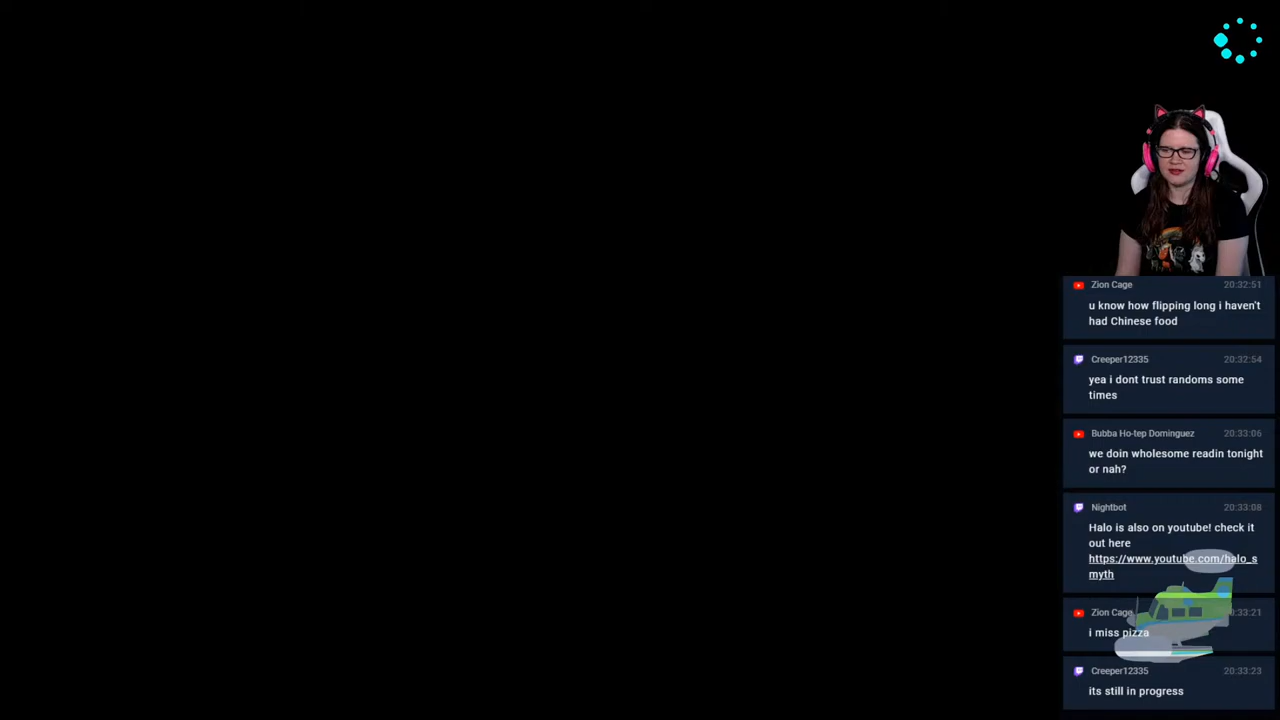 Zion Cage 20:32:51
u know how flipping long i haven't
had Chinese food
Creeper12335 20:32:54
yea i dont trust randoms some
times
Bubba Ho-tep Dominguez 20:33:06
we doin wholesome readin tonight
or nah?
Nightbot 20:33:08
Halo is also on youtube! check it
out here
https://www.youtube.com/halo_s
myth
Zion Cage 20:33:21
i miss pizza
Creeper12335 20:33:23
its still in progress